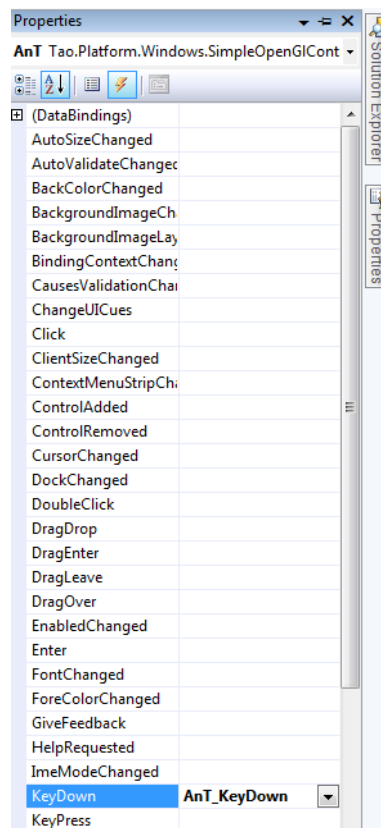 Properties
AnT Tao.Platform.Windows.SimpleOpenGlCont
(DataBindings)
AutoSizeChanged
AutoValidateChanged
BackColorChanged
BackgroundImageCh
BackgroundImageLay
BindingContextChang
CausesValidationChar
ChangeUICues
Click
ClientSizeChanged
ContextMenuStripCha
ControlAdded
ControlRemoved
CursorChanged
DockChanged
DoubleClick
DragDrop
DragEnter
DragLeave
DragOver
EnabledChanged
Enter
FontChanged
ForeColorChanged
GiveFeedback
HelpRequested
ImeModeChanged
KeyDown AnT_KeyDown
KeyPress
Solution Explorer
Properties